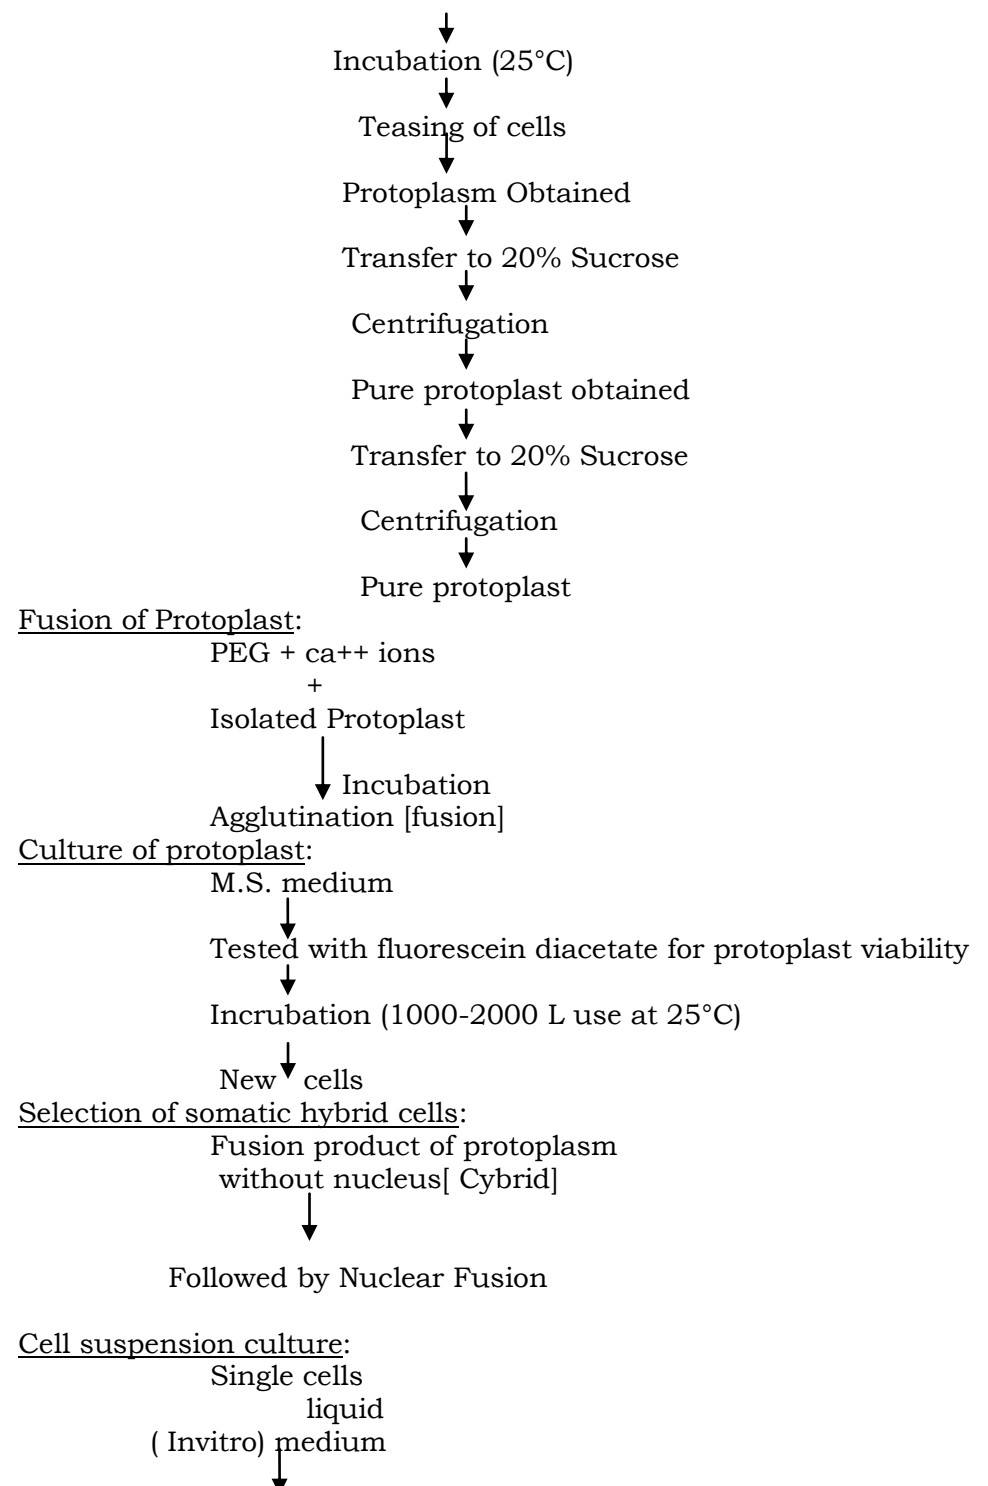 Incubation (25°C)
Teasing of cells
Protoplasm Obtained
Transfer to 20% Sucrose
Centrifugation
Pure protoplast obtained
Transfer to 20% Sucrose
Centrifugation
Pure protoplast
Fusion of Protoplast:
PEG + ca++ ions
+
Isolated Protoplast
Incubation
Agglutination [fusion]
Culture of protoplast:
M.S. medium
Tested with fluorescein diacetate for protoplast viability
Incrubation (1000-2000 L use at 25°C)
New cells
Selection of somatic hybrid cells:
Fusion product of protoplasm
without nucleus[ Cybrid]
Followed by Nuclear Fusion
Cell suspension culture:
Single cells
liquid
( Invitro) medium